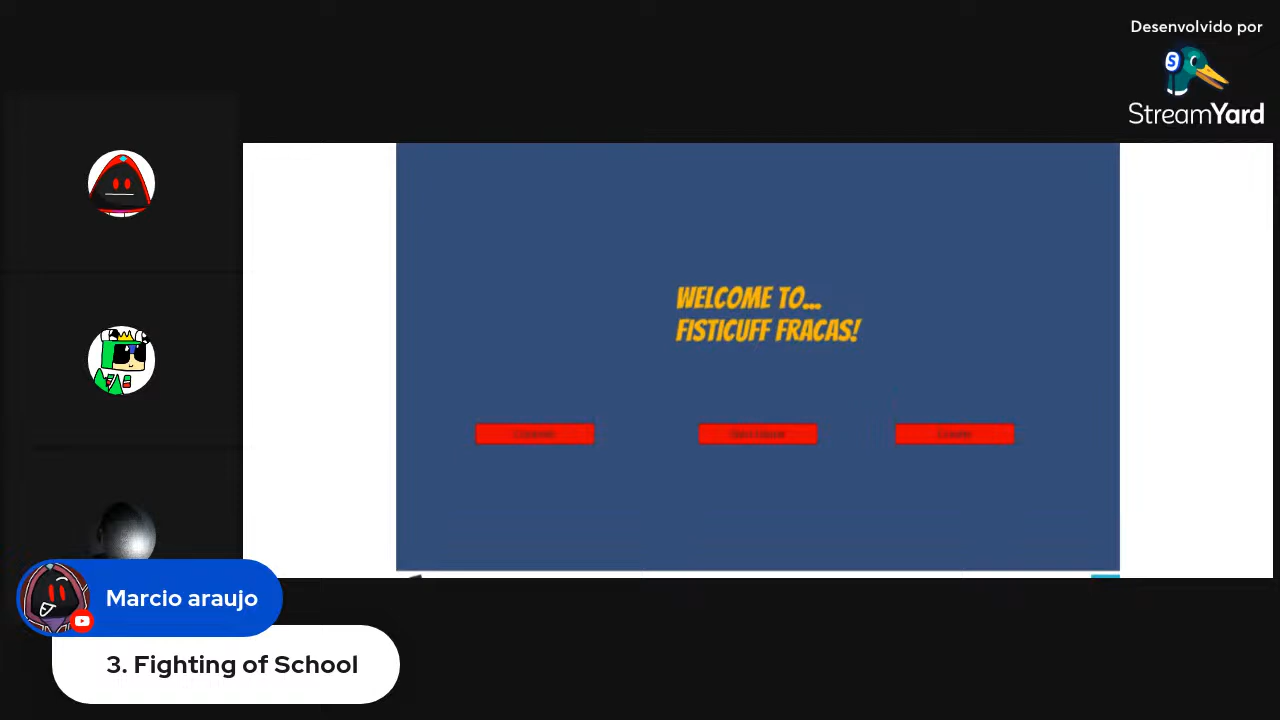 Desenvolvido por
StreamYard
WELCOME TO...
FISTICUFF FRACAS!
Marcio araujo
3. Fighting of School